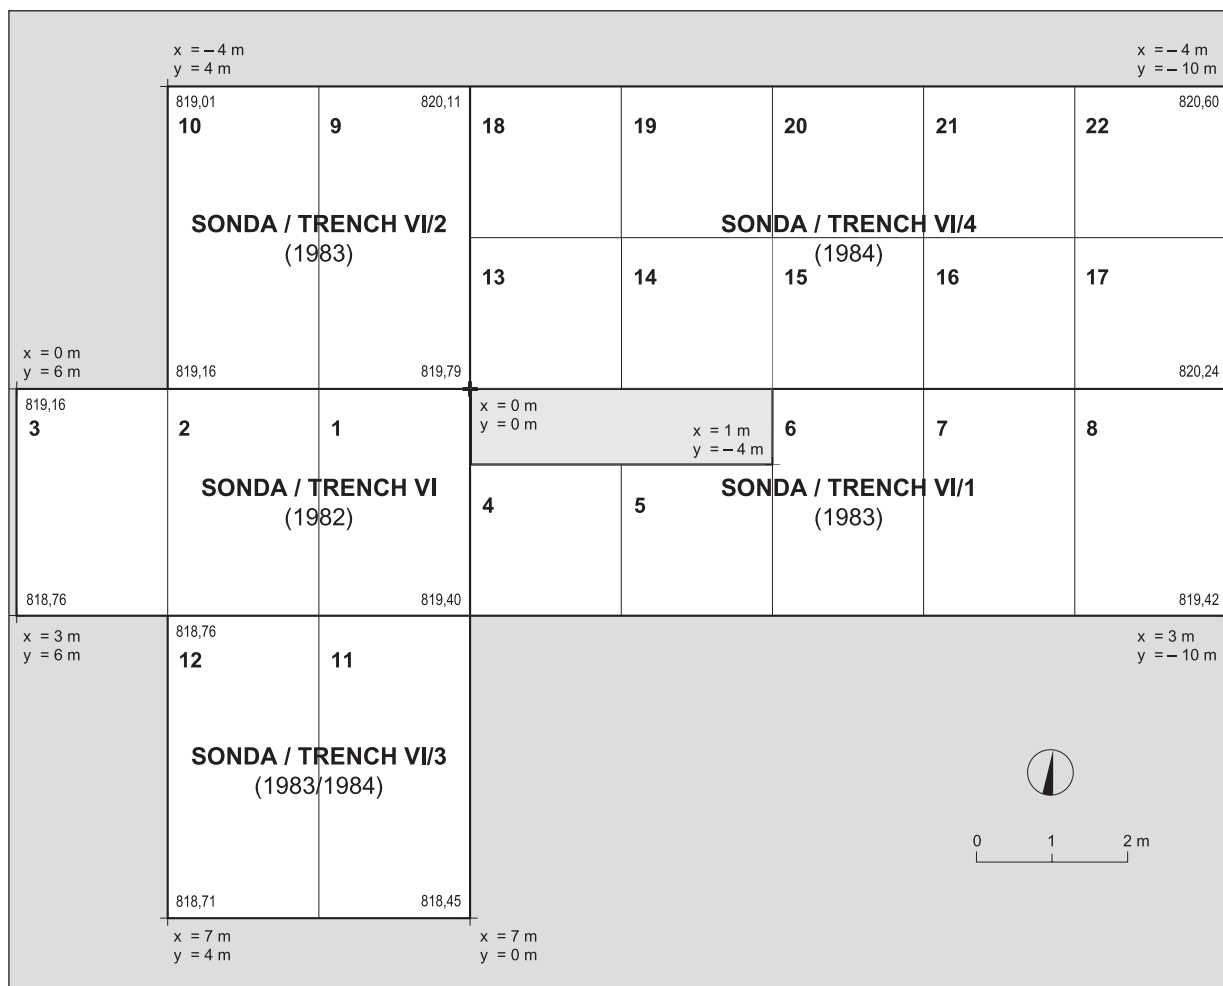 x = – 4 m
y = 4 m
x = – 4 m
y = – 10 m
819,01
820,11
820,60
10
9
18
19
20
21
22
SONDA / TRENCH VI/2
(1983)
SONDA / TRENCH VI/4
(1984)
13
14
15
16
17
x = 0 m
y = 6 m
819,16
819,79
820,24
819,16
3
2
1
x = 0 m
y = 0 m
x = 1 m
y = – 4 m
6
7
8
SONDA / TRENCH VI
(1982)
4
5
SONDA / TRENCH VI/1
(1983)
818,76
819,40
819,42
x = 3 m
y = 6 m
818,76
12
11
x = 3 m
y = – 10 m
SONDA / TRENCH VI/3
(1983/1984)
0 1 2 m
818,71
818,45
x = 7 m
y = 4 m
x = 7 m
y = 0 m